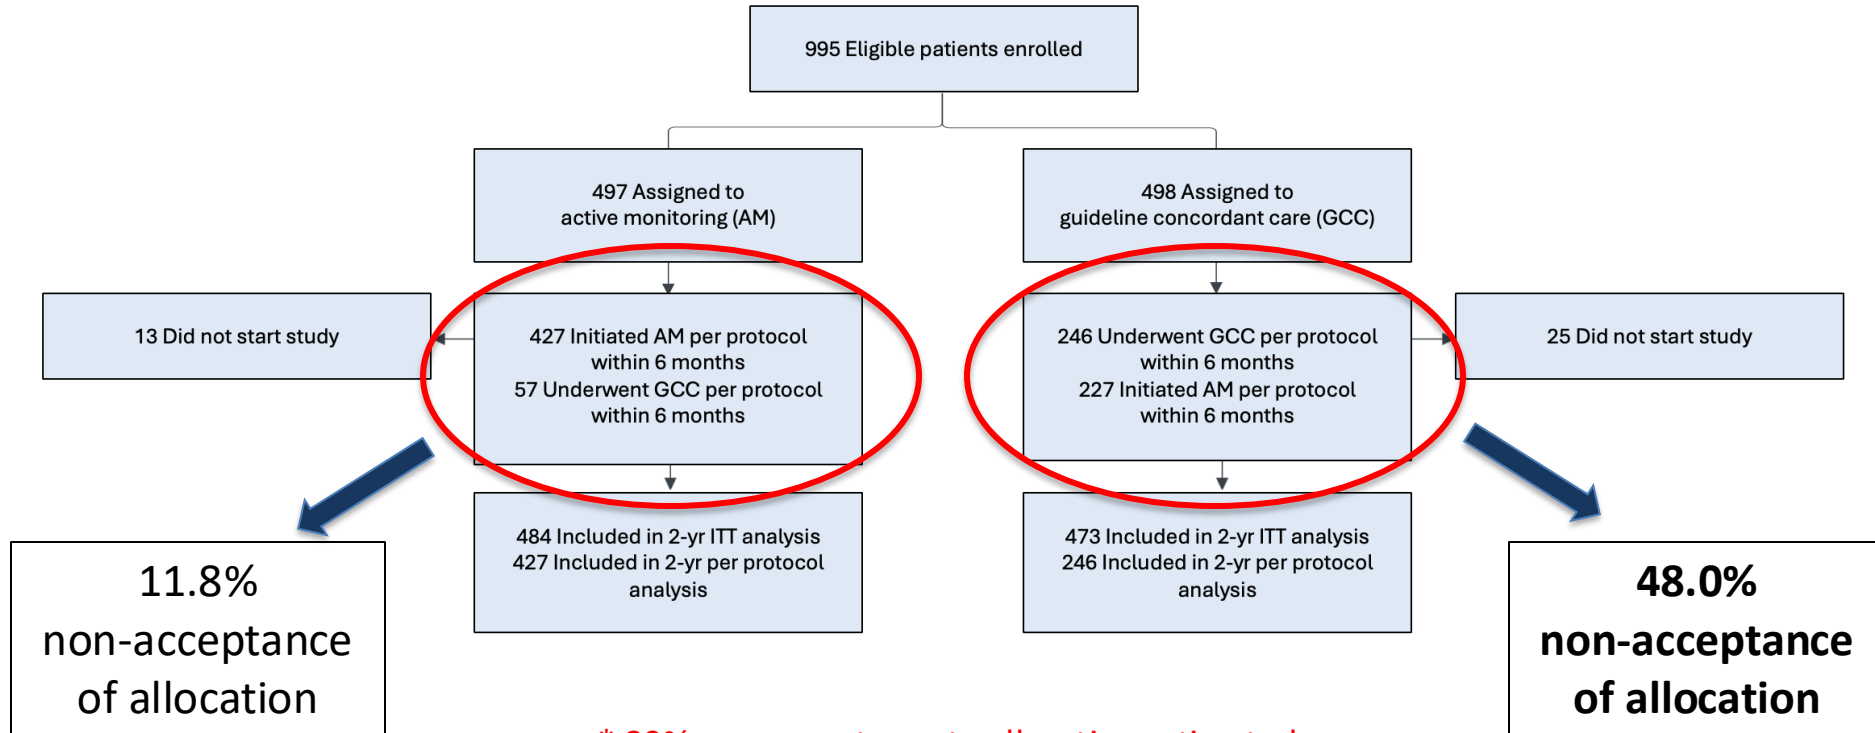 995 Eligible patients enrolled
497 Assigned to
active monitoring (AM)
498 Assigned to
guideline concordant care (GCC)
13 Did not start study
427 Initiated AM per protocol
within 6 months
57 Underwent GCC per protocol
within 6 months
246 Underwent GCC per protocol
within 6 months
227 Initiated AM per protocol
within 6 months
25 Did not start study
484 Included in 2-yr ITT analysis
427 Included in 2-yr per protocol
analysis
473 Included in 2-yr ITT analysis
246 Included in 2-yr per protocol
analysis
11.8%
non-acceptance
of allocation
48.0%
non-acceptance
of allocation